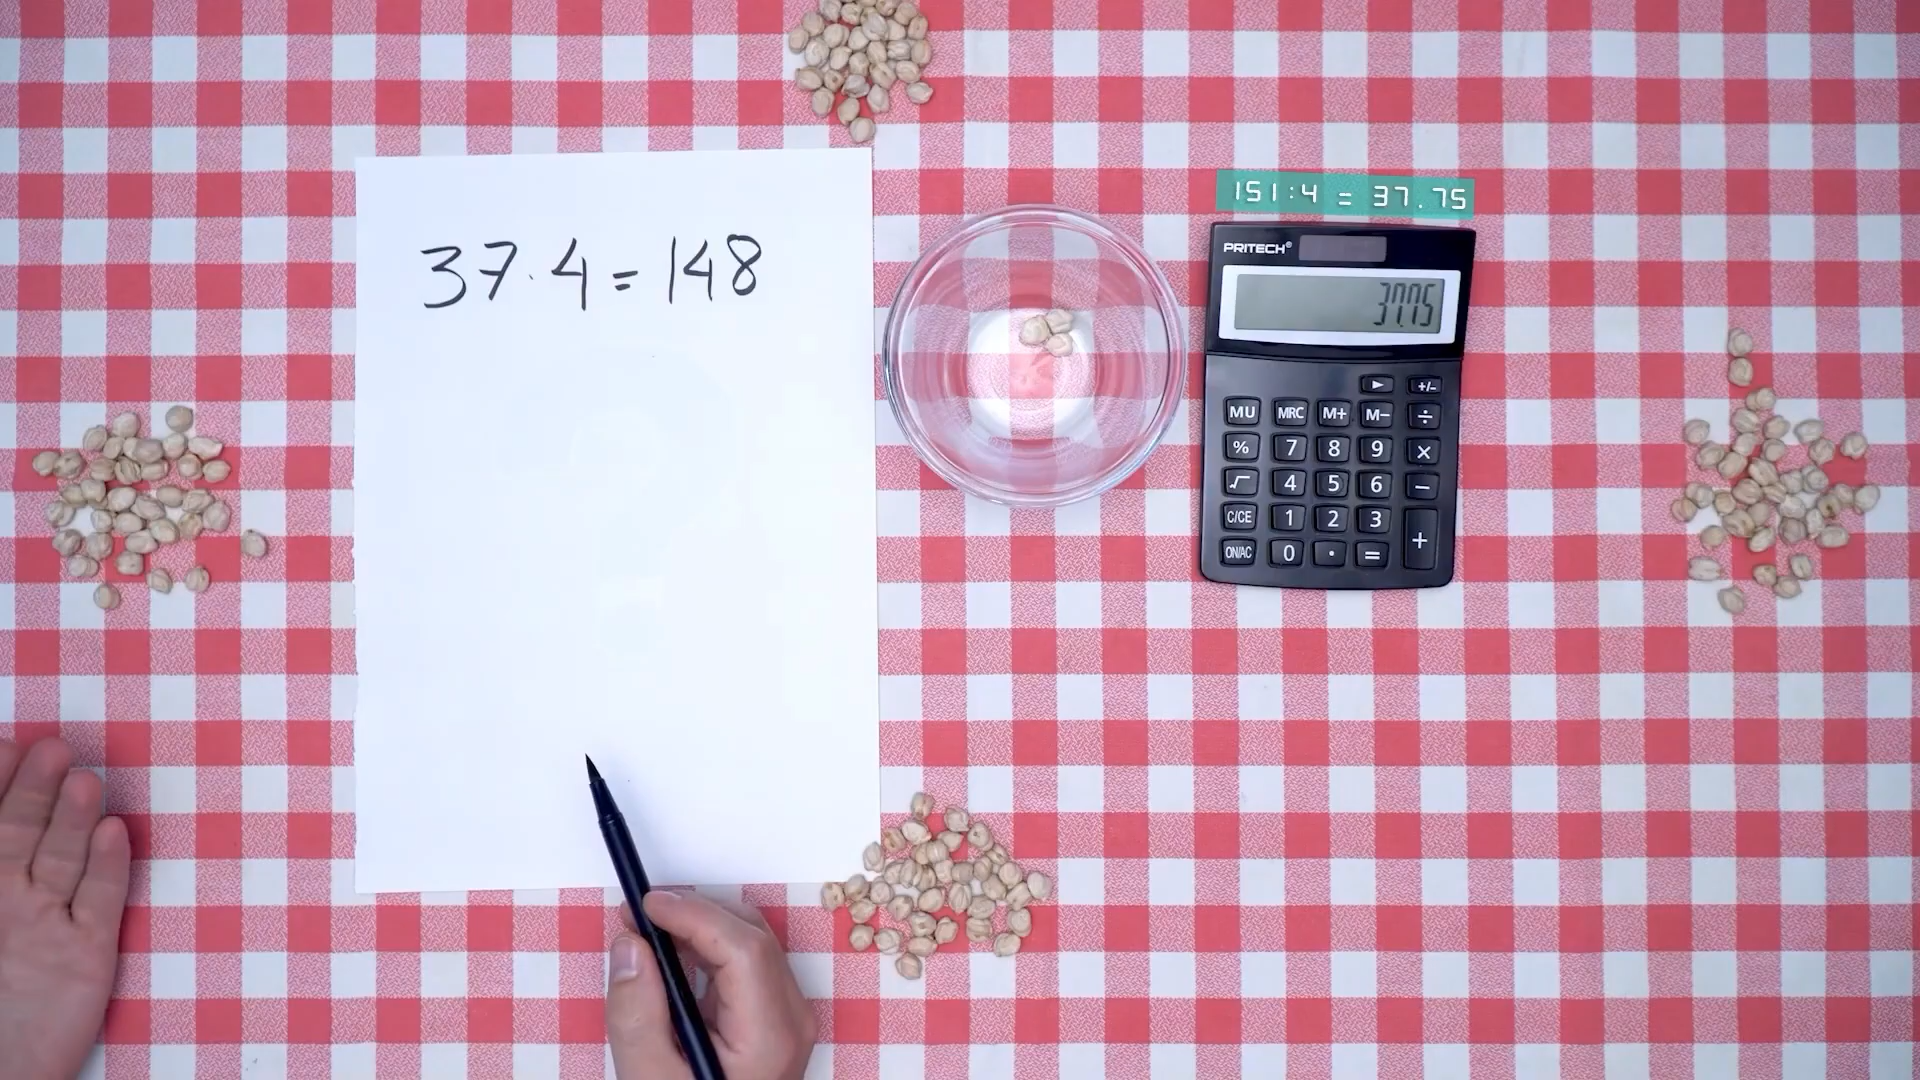 37·4=148
151:4 = 37.75
PRITECH®
37.75
▶ +/-
MU MRC M+ M− ÷
% 7 8 9 ×
√ 4 5 6 −
C/CE 1 2 3 +
ON/AC 0 · =